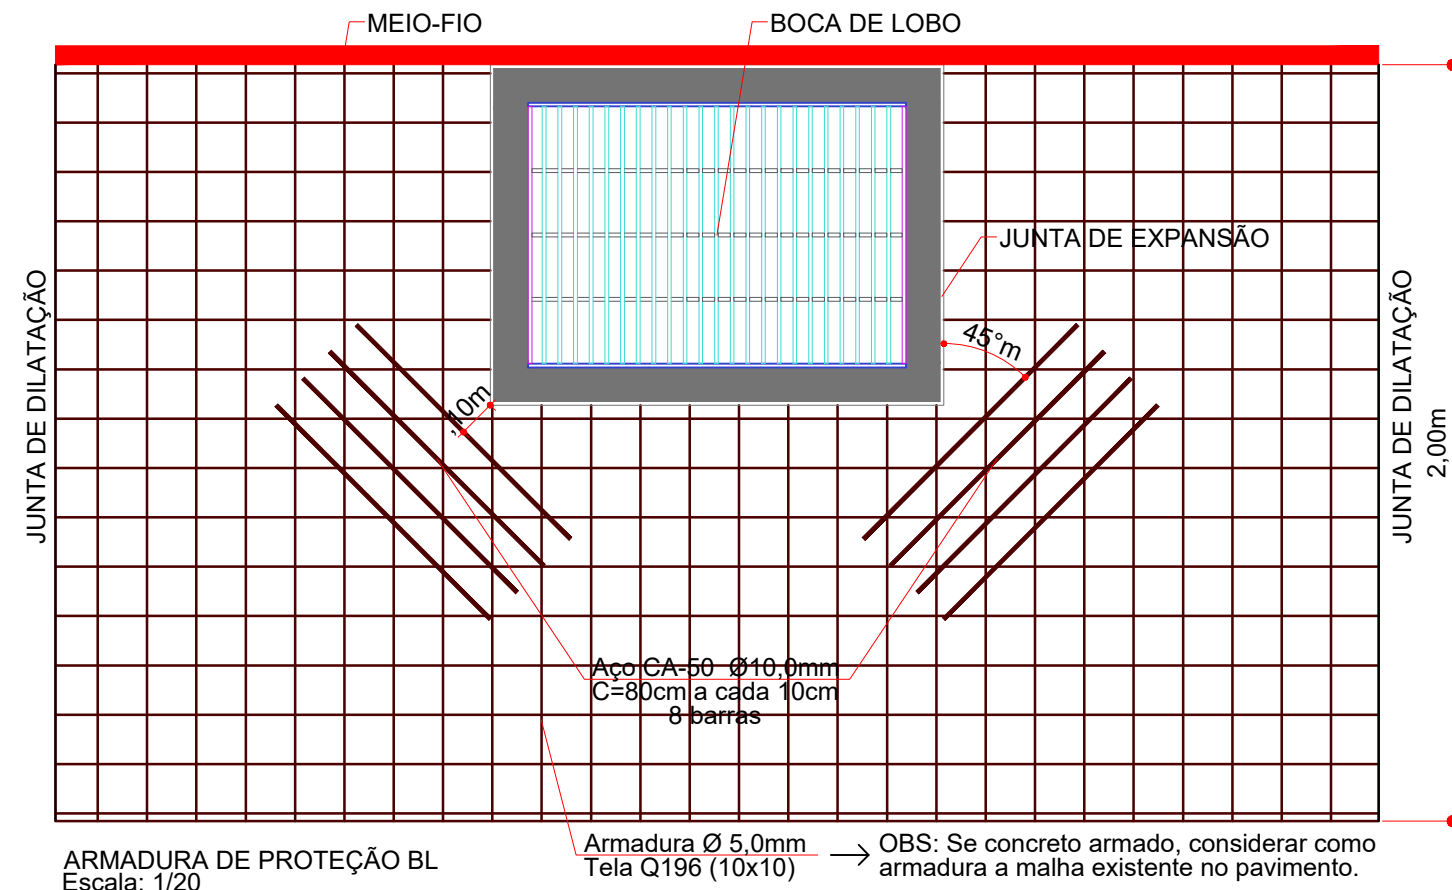 MEIO-FIO
BOCA DE LOBO
JUNTA DE EXPANSÃO
45°m
,10m
JUNTA DE DILATAÇÃO
JUNTA DE DILATAÇÃO
2,00m
Aço CA-50 Ø10,0mm
C=80cm a cada 10cm
8 barras
Armadura Ø 5,0mm
Tela Q196 (10x10)
OBS: Se concreto armado, considerar como
armadura a malha existente no pavimento.
ARMADURA DE PROTEÇÃO BL
Escala: 1/20